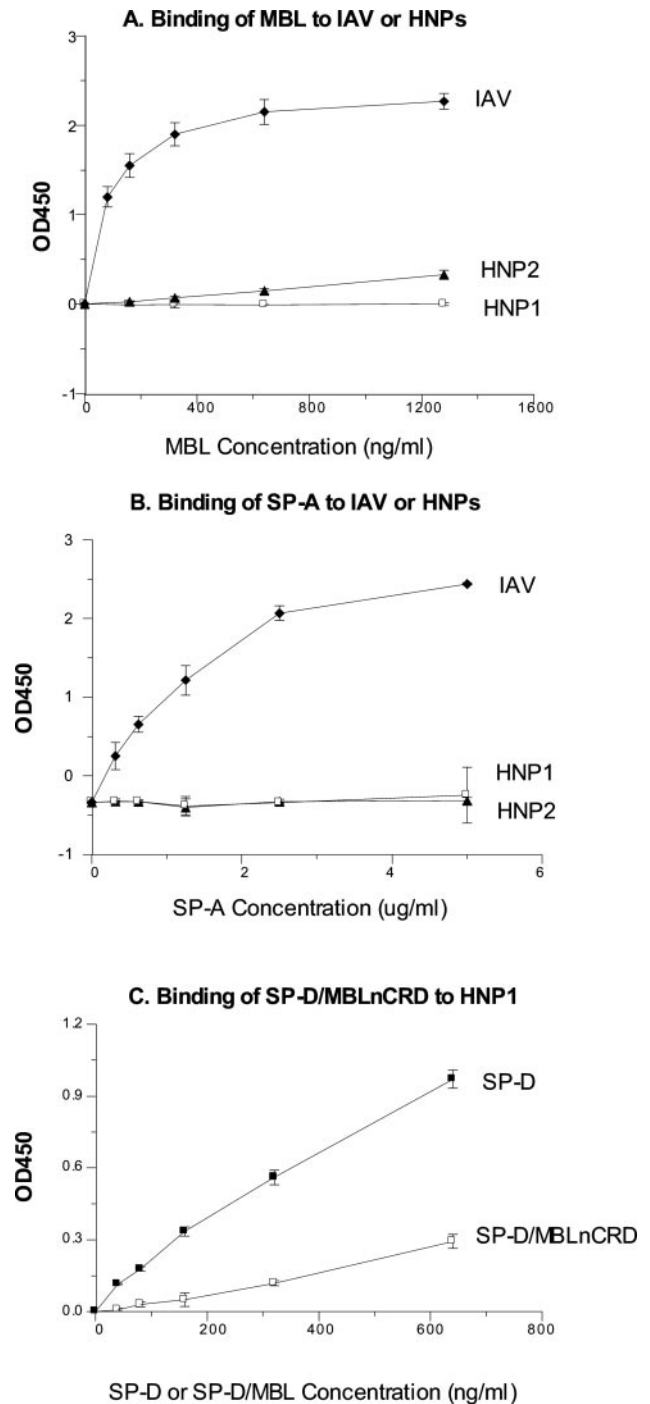 A. Binding of MBL to IAV or HNPs
3
2
1
0
-1
OD450
IAV
HNP2
HNP1
0 400 800 1200 1600
MBL Concentration (ng/ml)
B. Binding of SP-A to IAV or HNPs
3
2
1
0
-1
OD450
IAV
HNP1
HNP2
0 2 4 6
SP-A Concentration (ug/ml)
C. Binding of SP-D/MBLnCRD to HNP1
1.2
0.9
0.6
0.3
0.0
OD450
SP-D
SP-D/MBLnCRD
0 200 400 600 800
SP-D or SP-D/MBL Concentration (ng/ml)